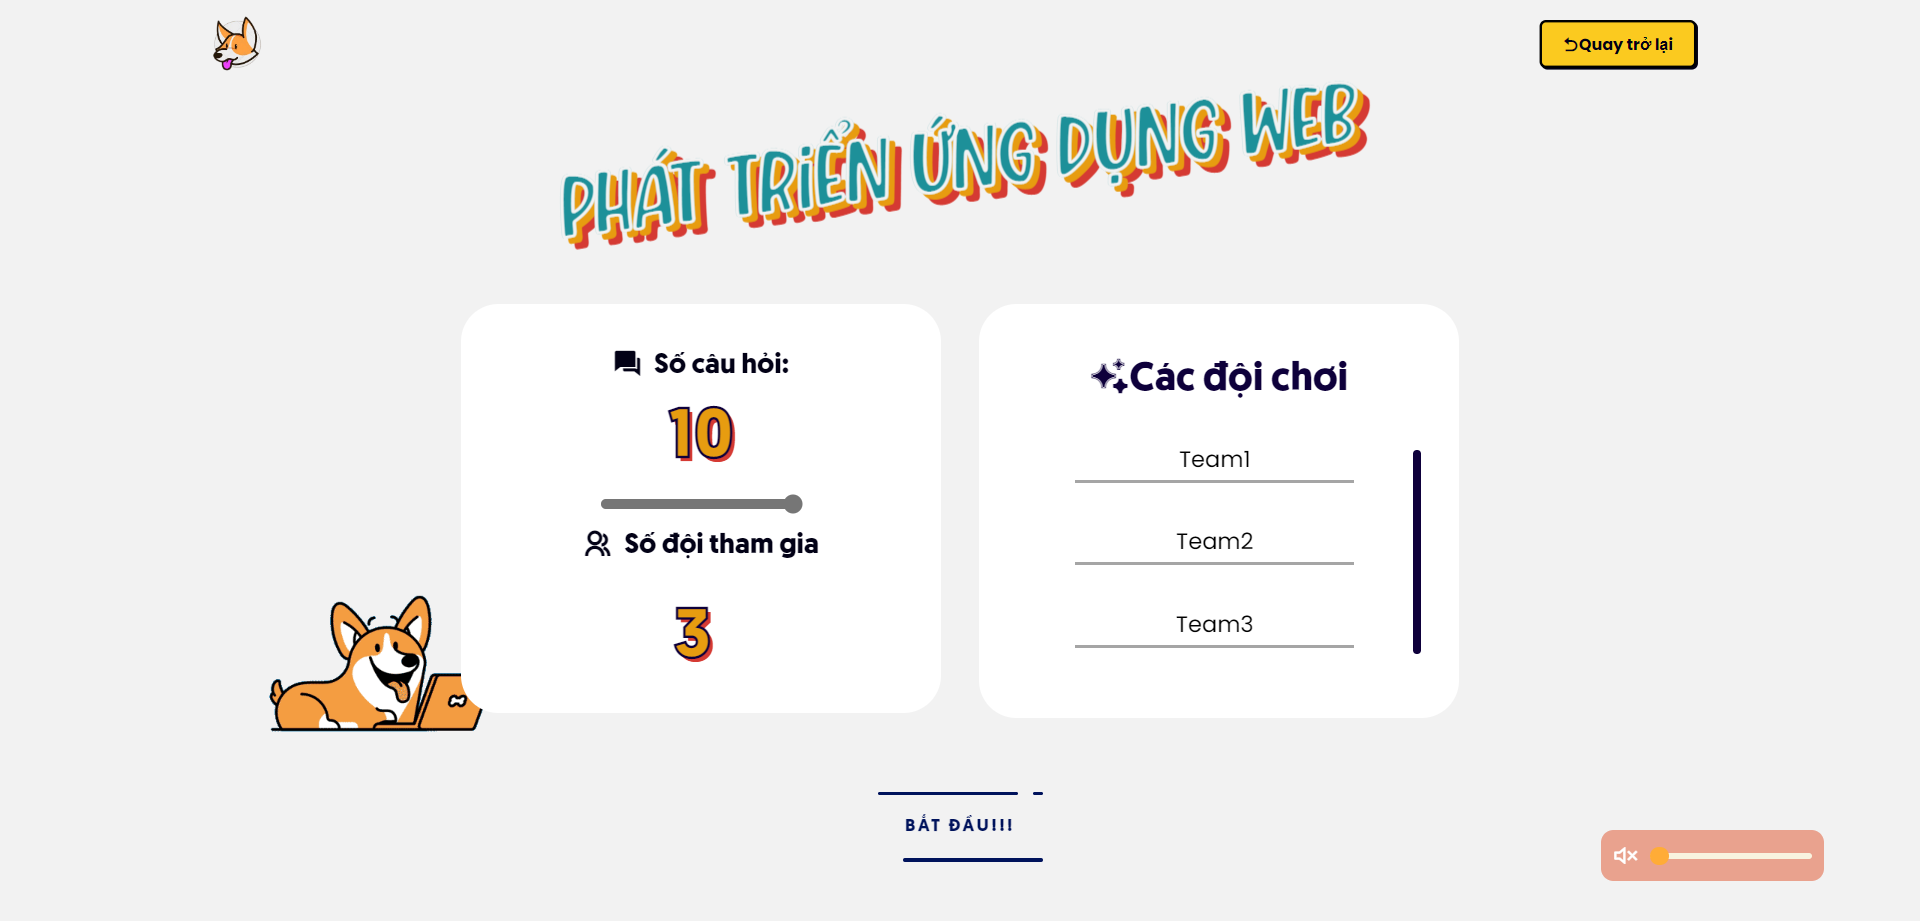 Quay trở lại
PHÁT TRiỂN ỨNG DỤNG WEB
Số câu hỏi:
10
Số đội tham gia
3
Các đội chơi
Team1
Team2
Team3
BẮT ĐẦU!!!